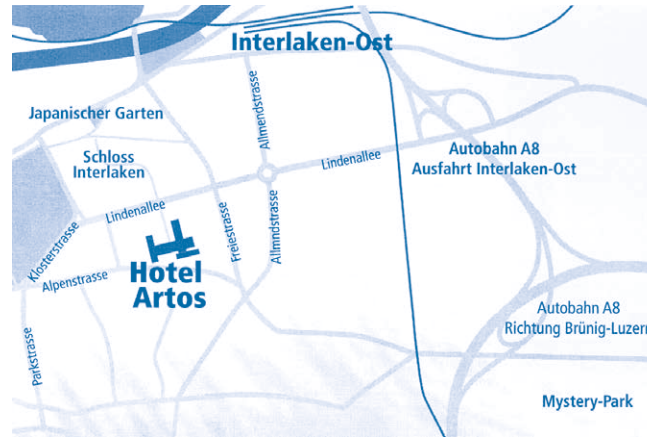 Interlaken-Ost
Japanischer Garten
Allmendstrasse
Schloss
Interlaken
Lindenallee
Autobahn A8
Ausfahrt Interlaken-Ost
Lindenallee
Klosterstrasse
Freiestrasse
Allmndstrasse
Alpenstrasse
Hotel
Artos
Parkstrasse
Autobahn A8
Richtung Brünig-Luzern
Mystery-Park